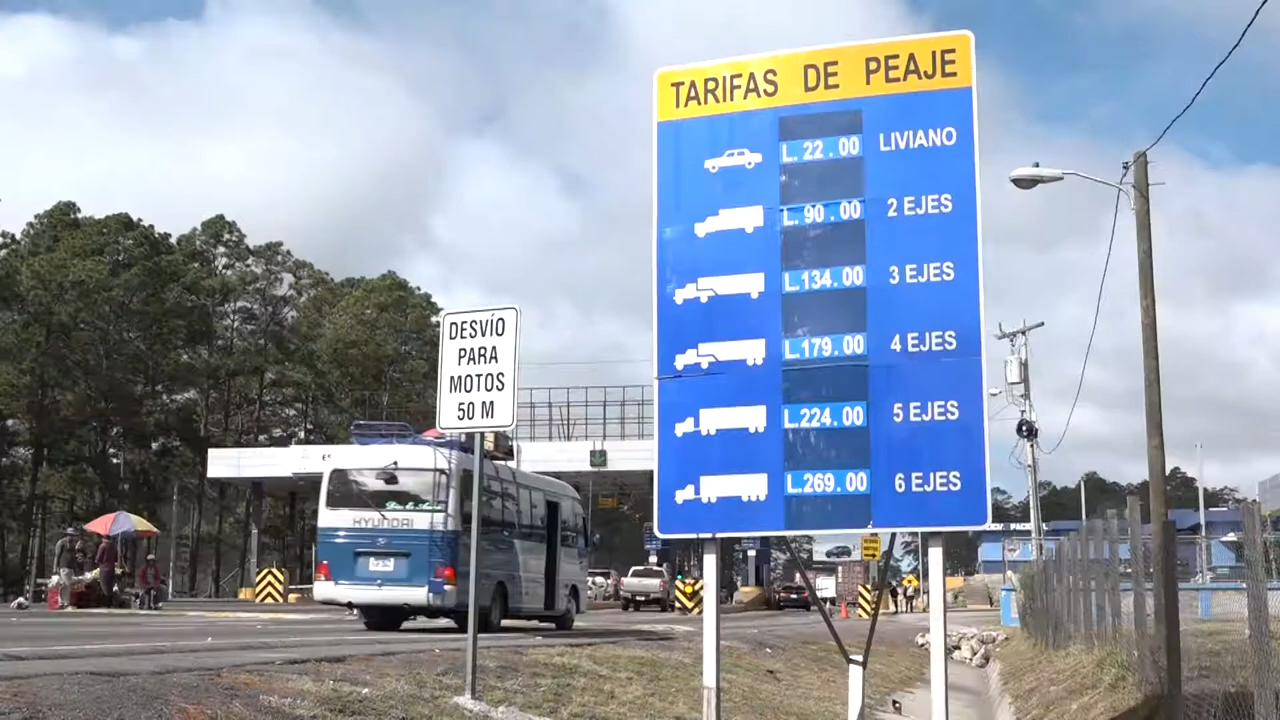 TARIFAS DE PEAJE
L. 22 . 00 LIVIANO
L. 90 . 00 2 EJES
L.134. 00 3 EJES
L.179. 00 4 EJES
L.224. 00 5 EJES
L.269. 00 6 EJES
DESVÍO
PARA
MOTOS
50 M
HYUNDAI